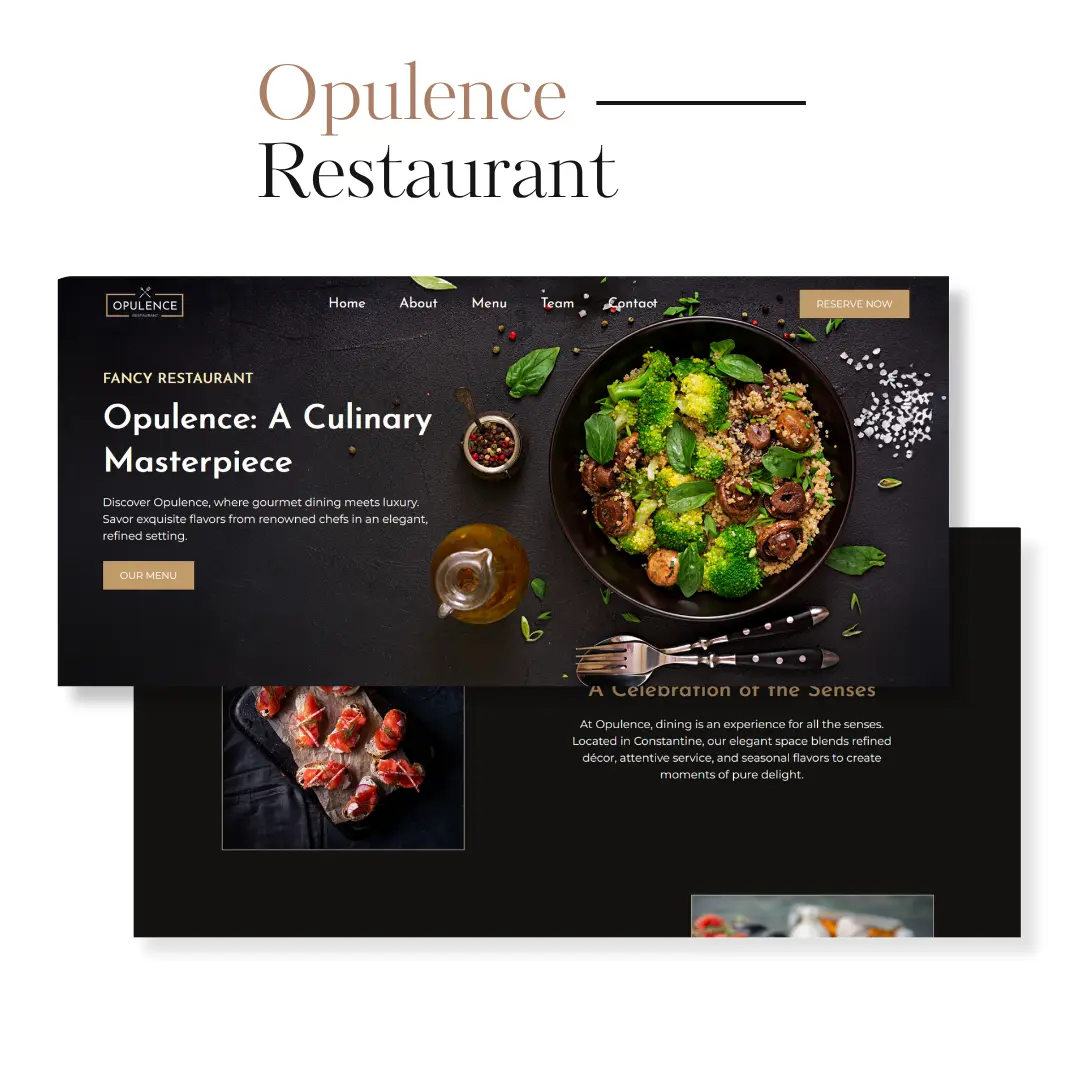 Opulence
Restaurant
OPULENCE
RESTAURANT
Home About Menu Team Contact
RESERVE NOW
FANCY RESTAURANT
Opulence: A Culinary
Masterpiece
Discover Opulence, where gourmet dining meets luxury.
Savor exquisite flavors from renowned chefs in an elegant,
refined setting.
OUR MENU
A Celebration of the Senses
At Opulence, dining is an experience for all the senses.
Located in Constantine, our elegant space blends refined
décor, attentive service, and seasonal flavors to create
moments of pure delight.